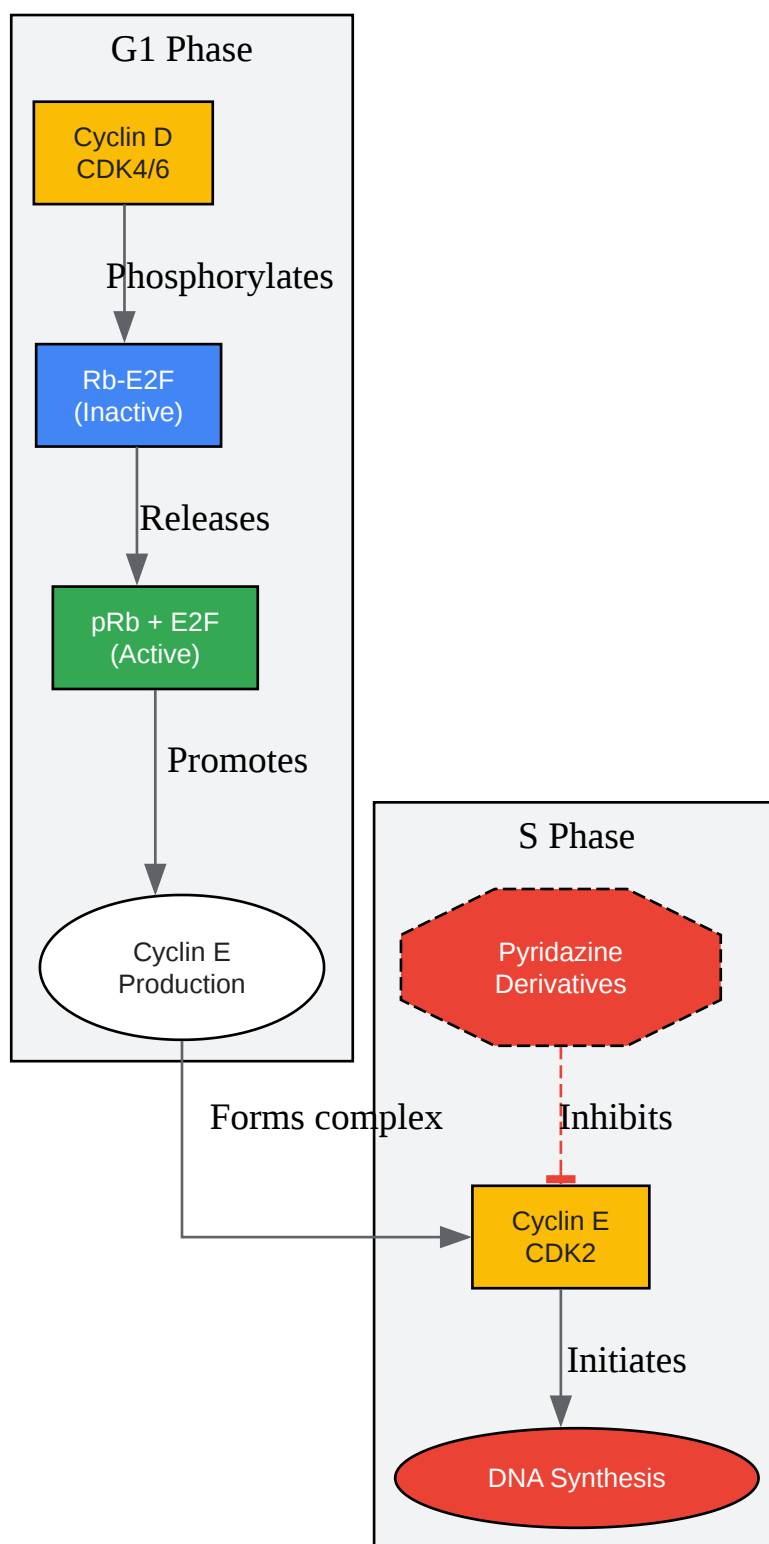 G1 Phase
Cyclin D
CDK4/6
Phosphorylates
Rb-E2F
(Inactive)
Releases
pRb + E2F
(Active)
Promotes
Cyclin E
Production
Forms complex
S Phase
Pyridazine
Derivatives
Inhibits
Cyclin E
CDK2
Initiates
DNA Synthesis